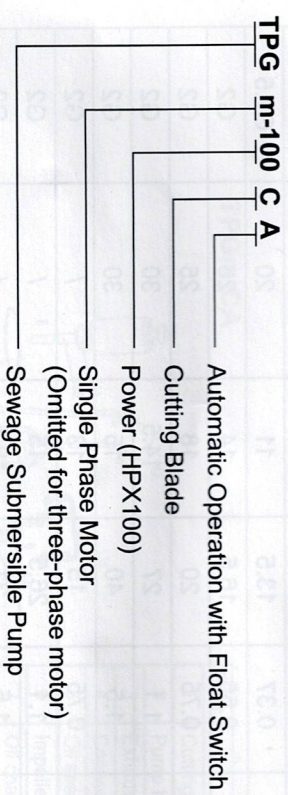 TPG m-100 C A
Automatic Operation with Float Switch
Cutting Blade
Power (HPX100)
Single Phase Motor
(Omitted for three-phase motor)
Sewage Submersible Pump